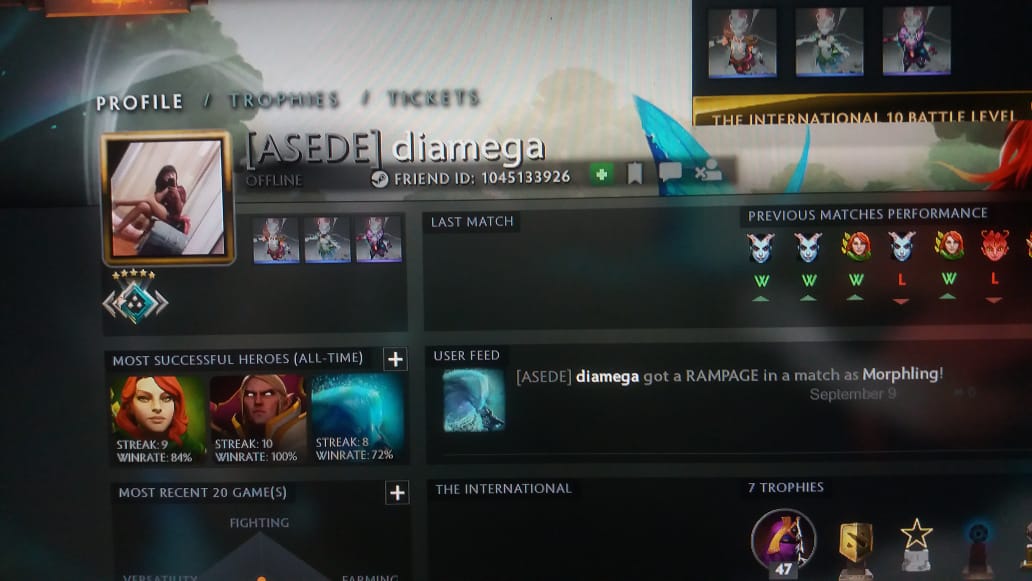 PROFILE / TROPHIES / TICKETS
THE INTERNATIONAL 10 BATTLE LEVEL
[ASEDE] diamega
OFFLINE
FRIEND ID: 1045133926
LAST MATCH
PREVIOUS MATCHES PERFORMANCE
W W W L W L
MOST SUCCESSFUL HEROES (ALL-TIME)
STREAK: 9
WINRATE: 84%
STREAK: 10
WINRATE: 100%
STREAK: 8
WINRATE: 72%
USER FEED
[ASEDE] diamega got a RAMPAGE in a match as Morphling!
September 9
0
MOST RECENT 20 GAME(S)
FIGHTING
VERSATILITY
FARMING
THE INTERNATIONAL
7 TROPHIES
47